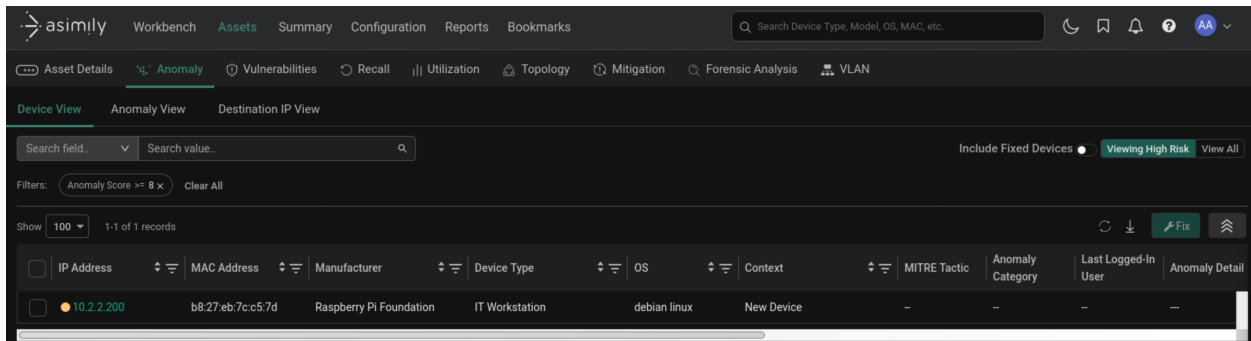 asimily Workbench Assets Summary Configuration Reports Bookmarks Search Device Type, Model, OS, MAC, etc. AA
Asset Details Anomaly Vulnerabilities Recall Utilization Topology Mitigation Forensic Analysis VLAN
Device View Anomaly View Destination IP View
Search field.. Search value.. Include Fixed Devices Viewing High Risk View All
Filters: Anomaly Score >= 8 x Clear All
Show 100 1-1 of 1 records Fix
IP Address MAC Address Manufacturer Device Type OS Context MITRE Tactic Anomaly Category Last Logged-In User Anomaly Detail
10.2.2.200 b8:27:eb:7c:c5:7d Raspberry Pi Foundation IT Workstation debian linux New Device -- -- -- ---